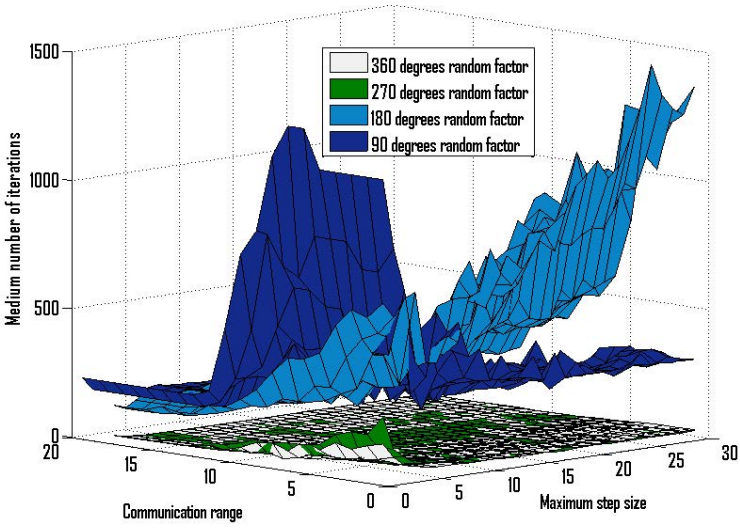 1500
1000
500
0
Medium number of iterations
360 degrees random factor
270 degrees random factor
180 degrees random factor
90 degrees random factor
20
15
10
5
0
Communication range
0
5
10
15
20
25
30
Maximum step size